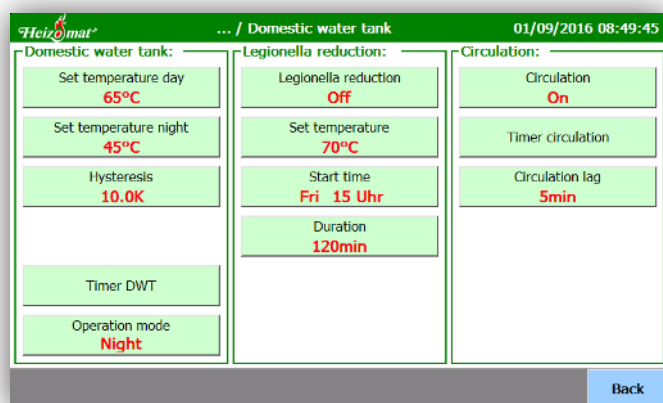 Heizomat ... / Domestic water tank 01/09/2016 08:49:45
Domestic water tank:
Set temperature day
65°C
Set temperature night
45°C
Hysteresis
10.0K
Timer DWT
Operation mode
Night
Legionella reduction:
Legionella reduction
Off
Set temperature
70°C
Start time
Fri 15 Uhr
Duration
120min
Circulation:
Circulation
On
Timer circulation
Circulation lag
5min
Back